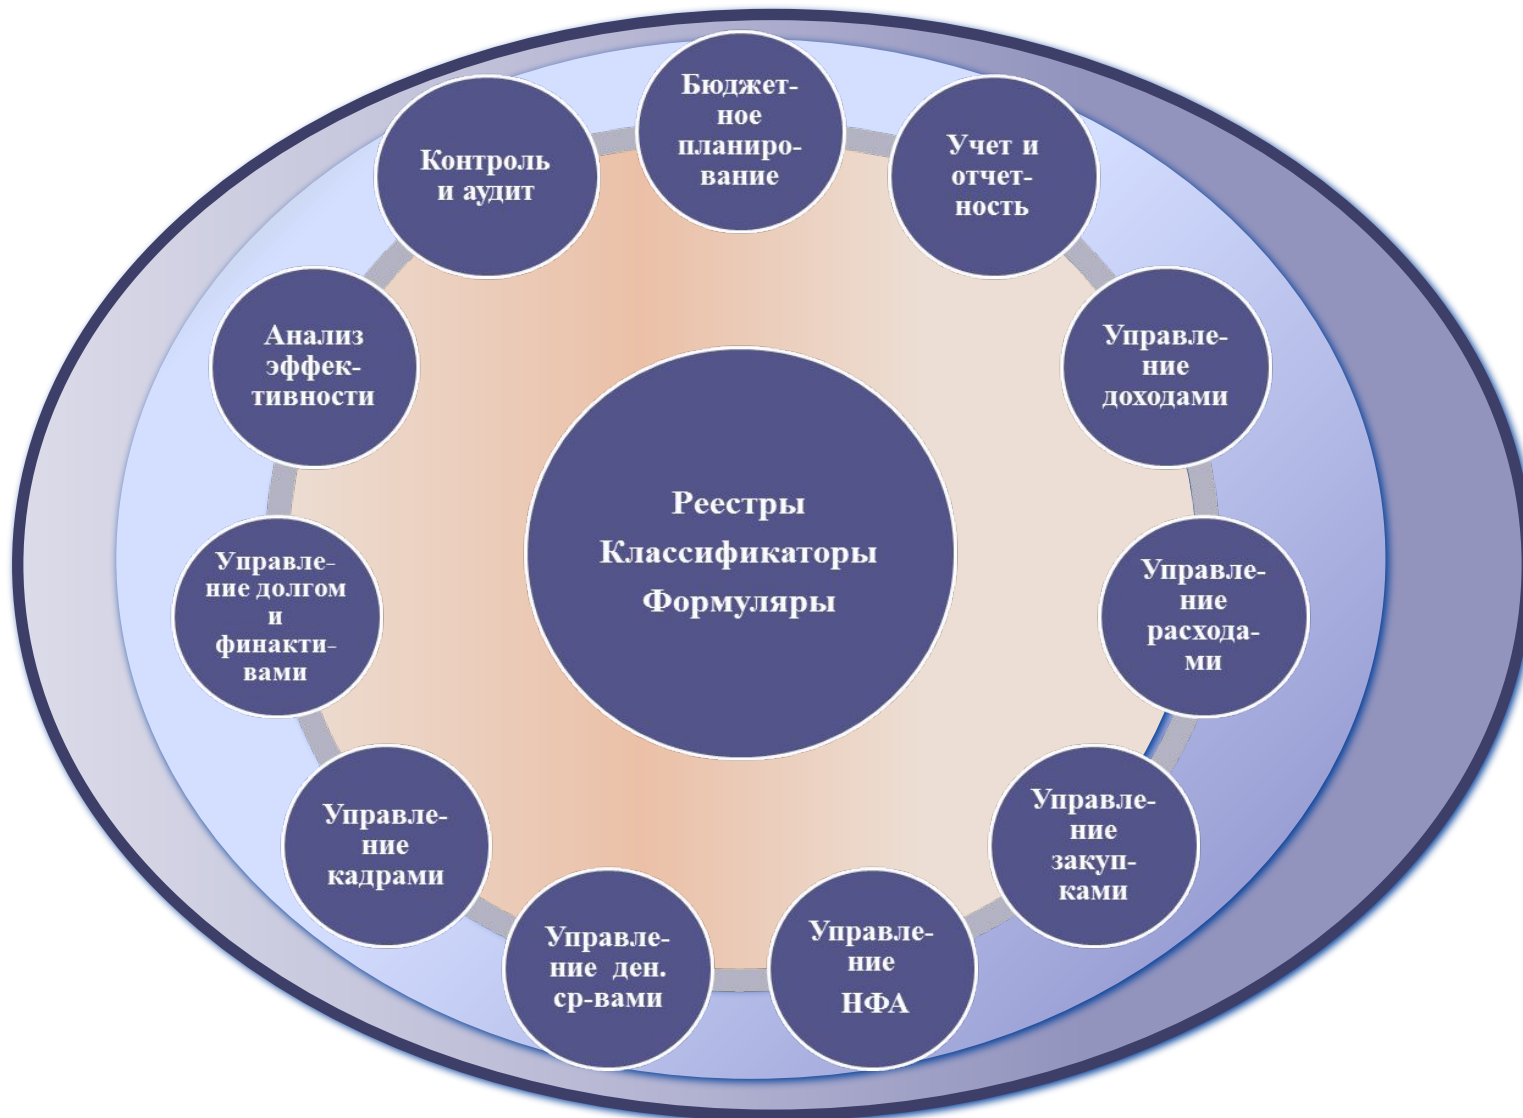 Бюджет-
ное
планиро-
вание
Учет и
отчет-
ность
Управле-
ние
доходами
Управле-
ние
расхода-
ми
Управле-
ние
закуп-
ками
Управле-
ние
НФА
Управле-
ние ден.
ср-вами
Управле-
ние
кадрами
Управле-
ние долгом
и
финакти-
вами
Анализ
эффек-
тивности
Контроль
и аудит
Реестры
Классификаторы
Формуляры